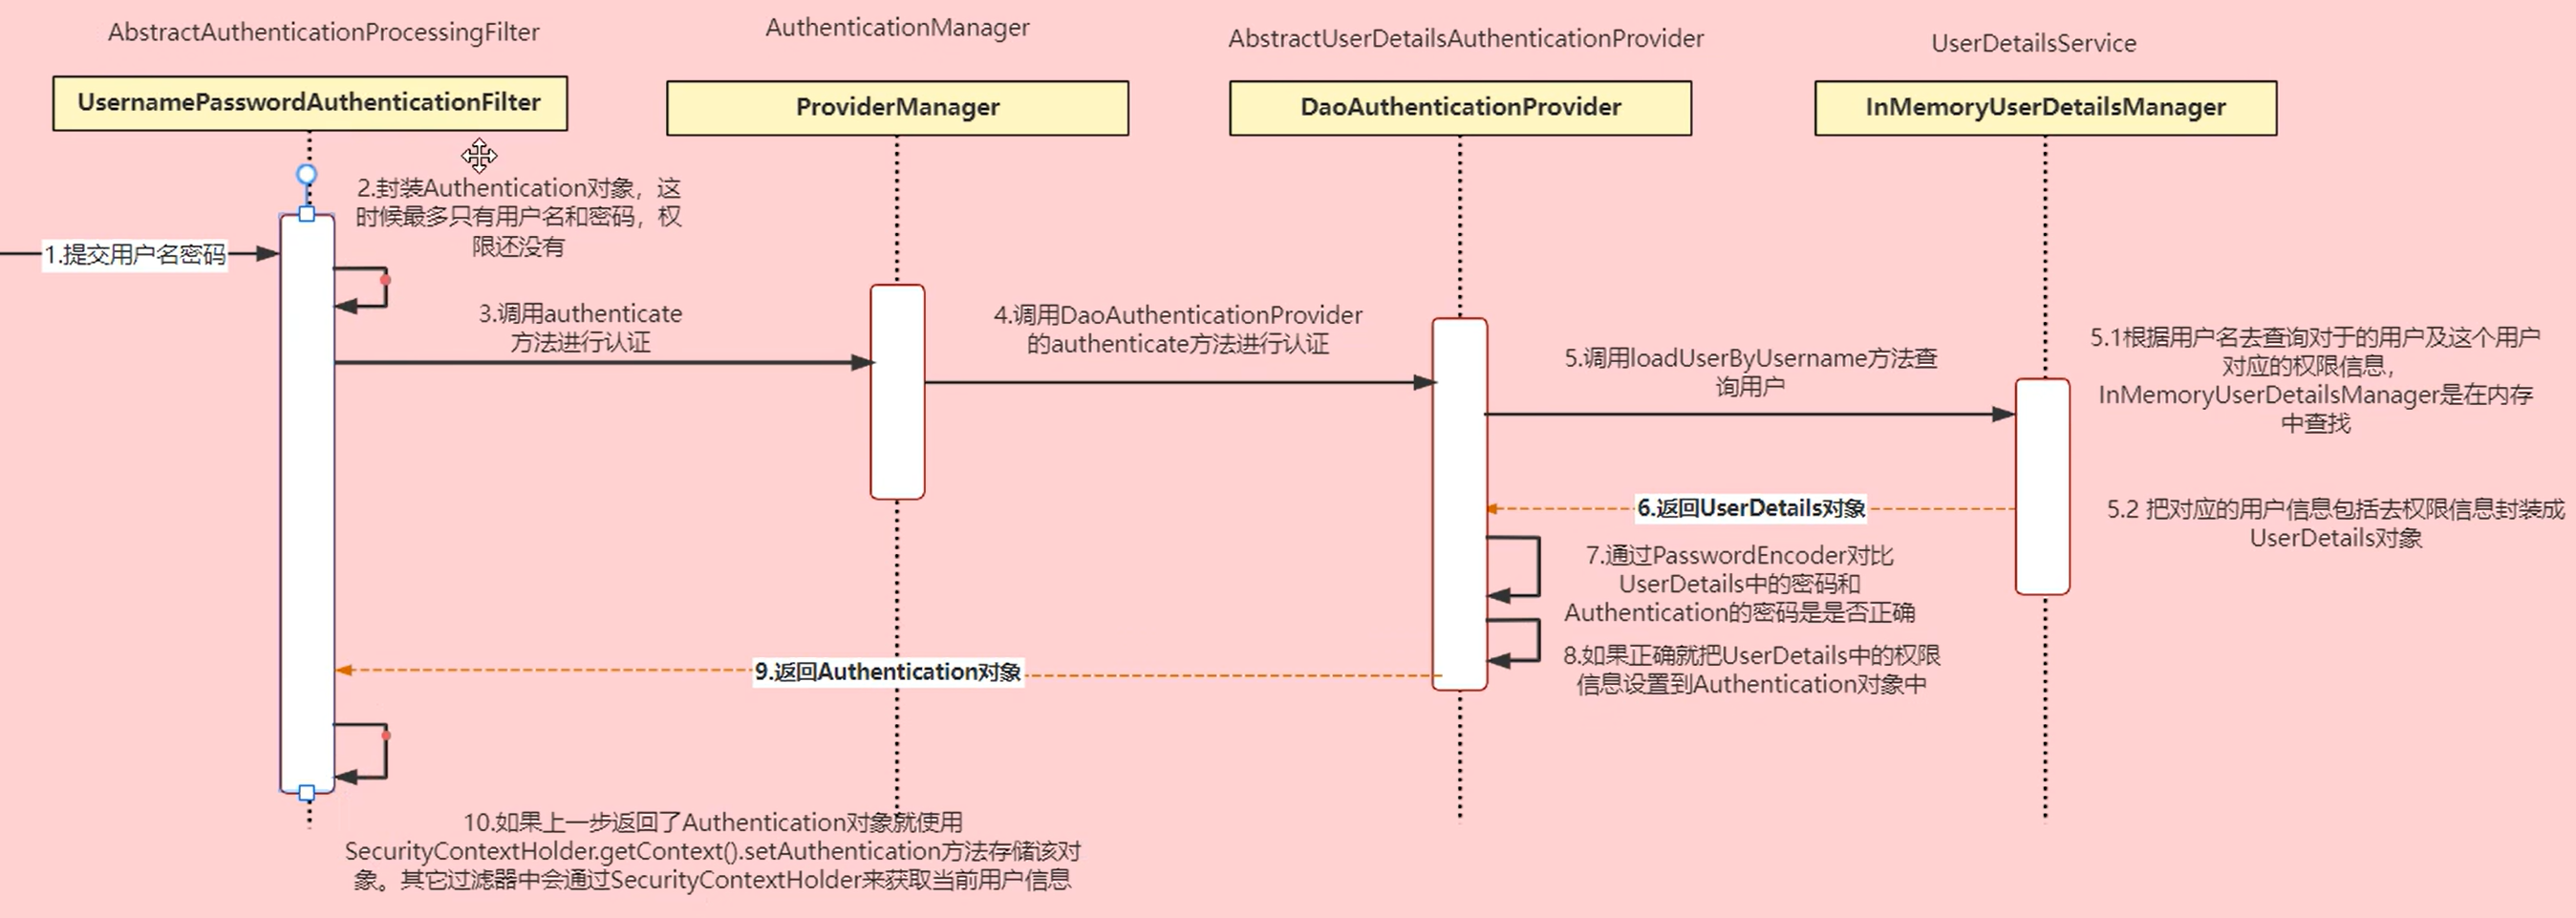 AbstractAuthenticationProcessingFilter
AuthenticationManager
AbstractUserDetailsAuthenticationProvider
UserDetailsService
UsernamePasswordAuthenticationFilter
ProviderManager
DaoAuthenticationProvider
InMemoryUserDetailsManager
1.提交用户名密码
2.封装Authentication对象，这
时候最多只有用户名和密码，权
限还没有
3.调用authenticate
方法进行认证
4.调用DaoAuthenticationProvider
的authenticate方法进行认证
5.调用loadUserByUsername方法查
询用户
5.1根据用户名去查询对于的用户及这个用户
对应的权限信息，
InMemoryUserDetailsManager是在内存
中查找
5.2 把对应的用户信息包括去权限信息封装成
UserDetails对象
6.返回UserDetails对象
7.通过PasswordEncoder对比
UserDetails中的密码和
Authentication的密码是是否正确
8.如果正确就把UserDetails中的权限
信息设置到Authentication对象中
9.返回Authentication对象
10.如果上一步返回了Authentication对象就使用
SecurityContextHolder.getContext().setAuthentication方法存储该对
象。其它过滤器中会通过SecurityContextHolder来获取当前用户信息